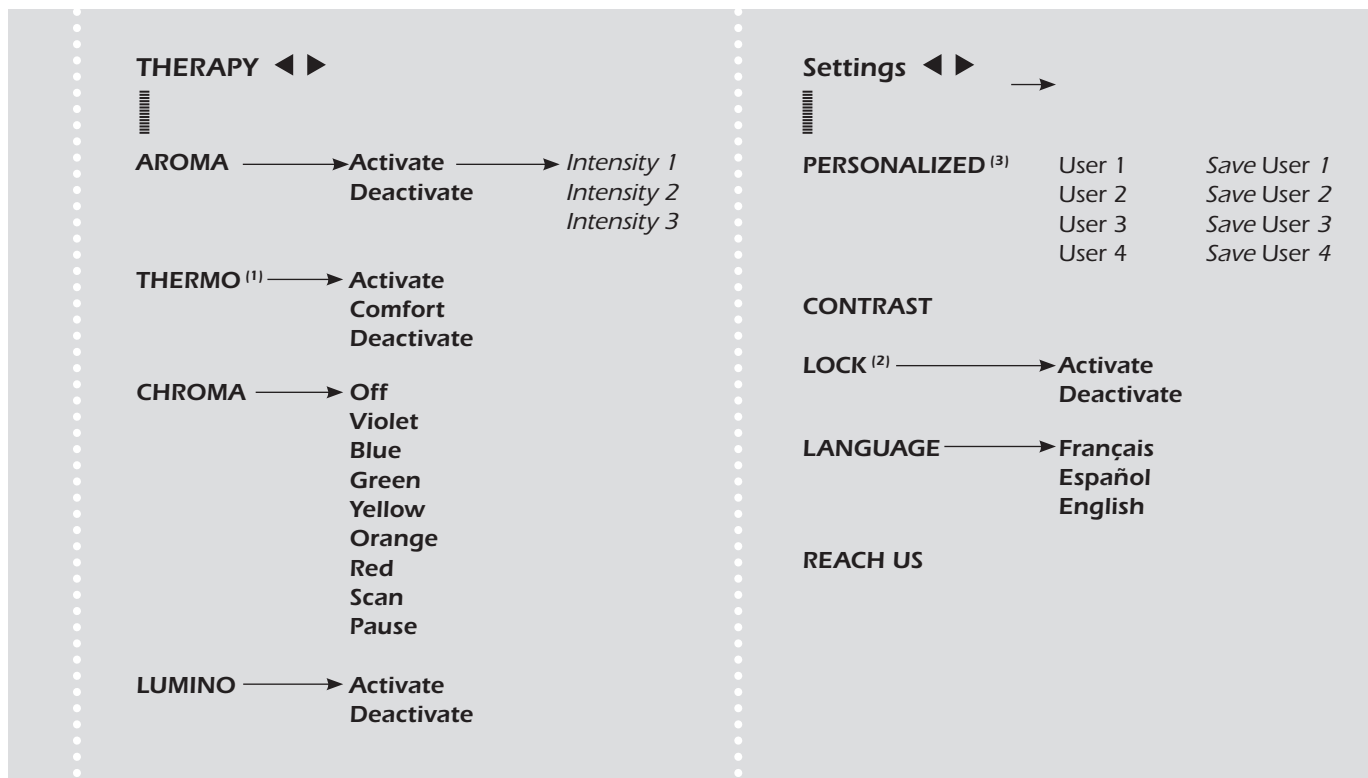 THERAPY ◀ ▶
AROMA Activate Intensity 1
Deactivate Intensity 2
Intensity 3
THERMO (1) Activate
Comfort
Deactivate
CHROMA Off
Violet
Blue
Green
Yellow
Orange
Red
Scan
Pause
LUMINO Activate
Deactivate
Settings ◀ ▶
PERSONALIZED (3) User 1 Save User 1
User 2 Save User 2
User 3 Save User 3
User 4 Save User 4
CONTRAST
LOCK (2) Activate
Deactivate
LANGUAGE Français
Español
English
REACH US